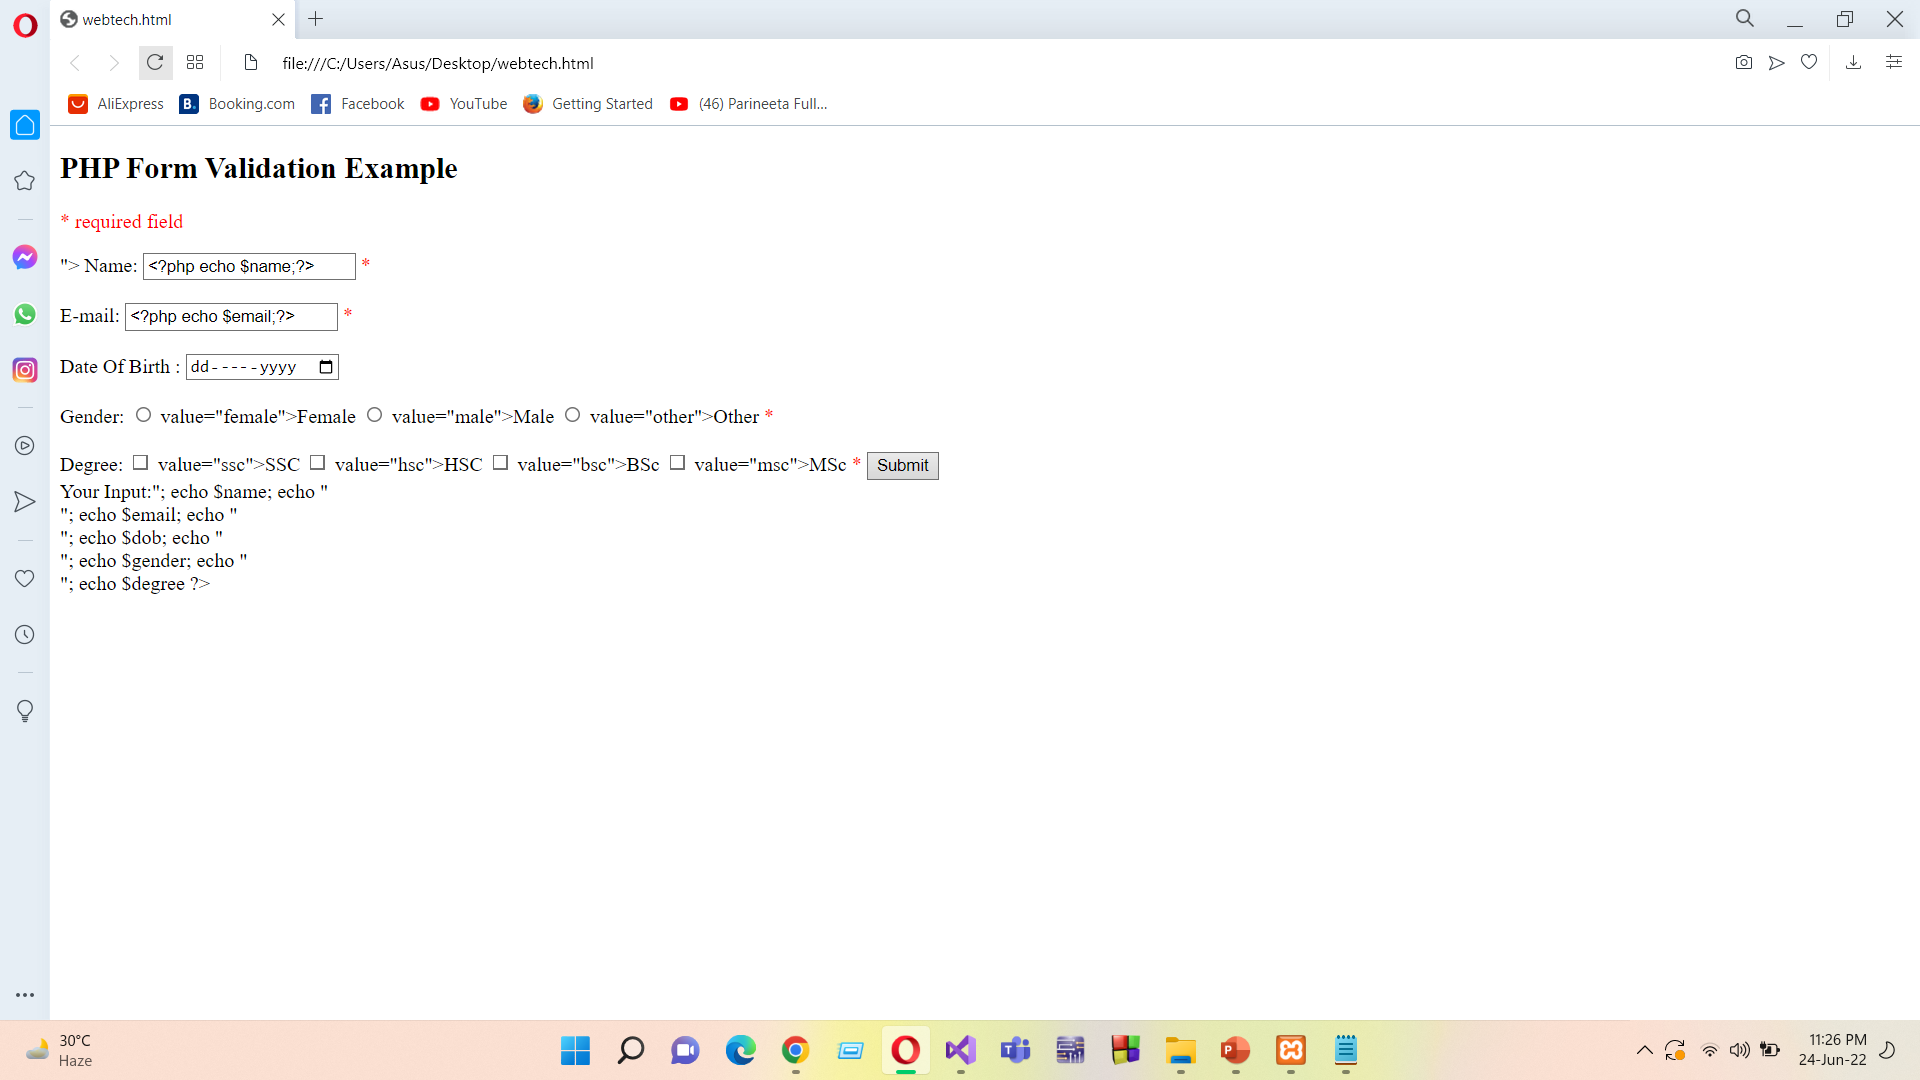 webtech.html
file:///C:/Users/Asus/Desktop/webtech.html
AliExpress B. Booking.com Facebook YouTube Getting Started (46) Parineeta Full...
PHP Form Validation Example
* required field
"> Name: <?php echo $name;?> *
E-mail: <?php echo $email;?> *
Date Of Birth : dd-----yyyy
Gender: value="female">Female value="male">Male value="other">Other *
Degree: value="ssc">SSC value="hsc">HSC value="bsc">BSc value="msc">MSc * Submit
Your Input:"; echo $name; echo "
"; echo $email; echo "
"; echo $dob; echo "
"; echo $gender; echo "
"; echo $degree ?>
30°C
Haze
11:26 PM
24-Jun-22